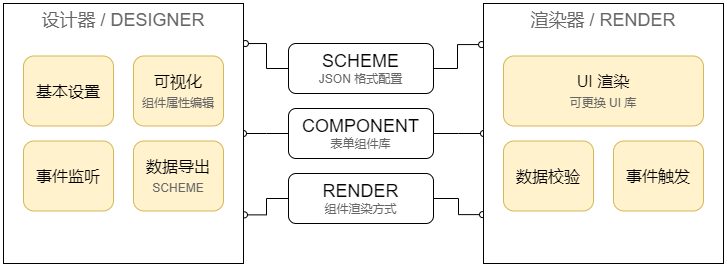 设计器 / DESIGNER
基本设置
可视化
组件属性编辑
事件监听
数据导出
SCHEME
SCHEME
JSON 格式配置
COMPONENT
表单组件库
RENDER
组件渲染方式
渲染器 / RENDER
UI 渲染
可更换 UI 库
数据校验
事件触发